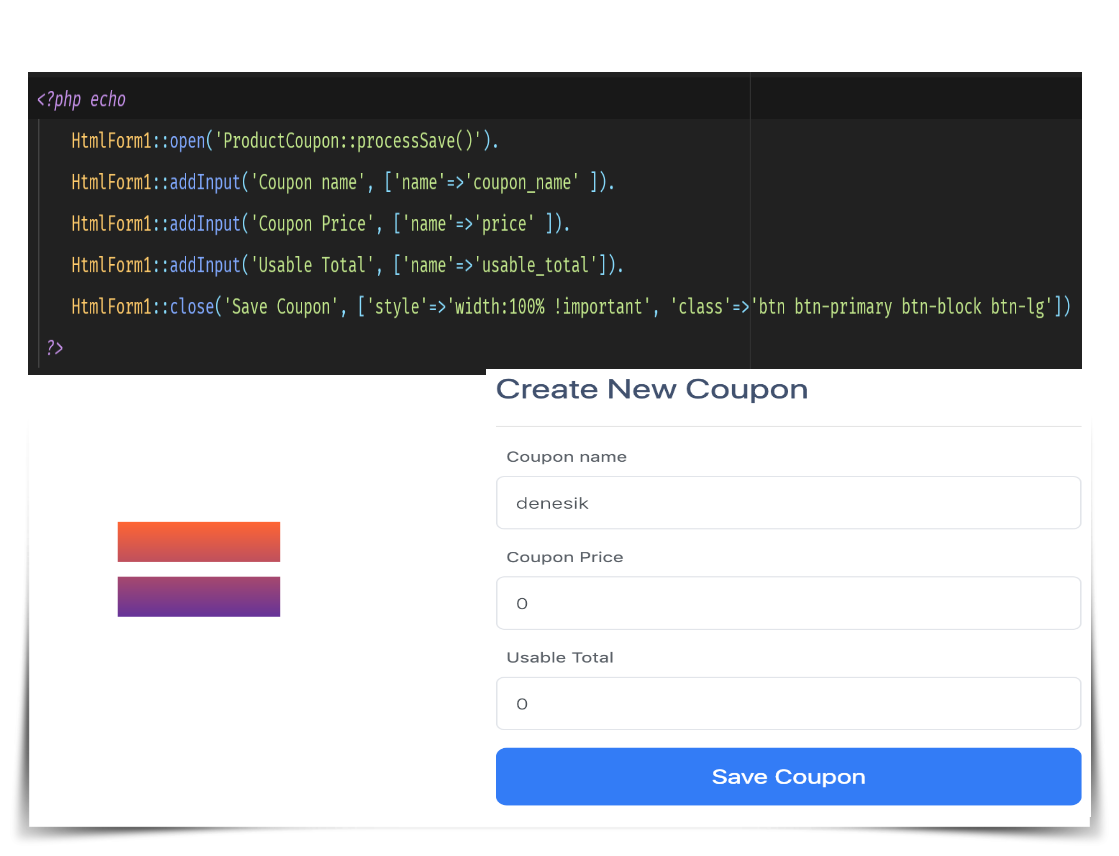 <?php echo
HtmlForm1::open('ProductCoupon::processSave()').
HtmlForm1::addInput('Coupon name', ['name'=>'coupon_name' ]).
HtmlForm1::addInput('Coupon Price', ['name'=>'price' ]).
HtmlForm1::addInput('Usable Total', ['name'=>'usable_total']).
HtmlForm1::close('Save Coupon', ['style'=>'width:100% !important', 'class'=>'btn btn-primary btn-block btn-lg'])
?>
Create New Coupon
Coupon name
denesik
Coupon Price
0
Usable Total
0
Save Coupon